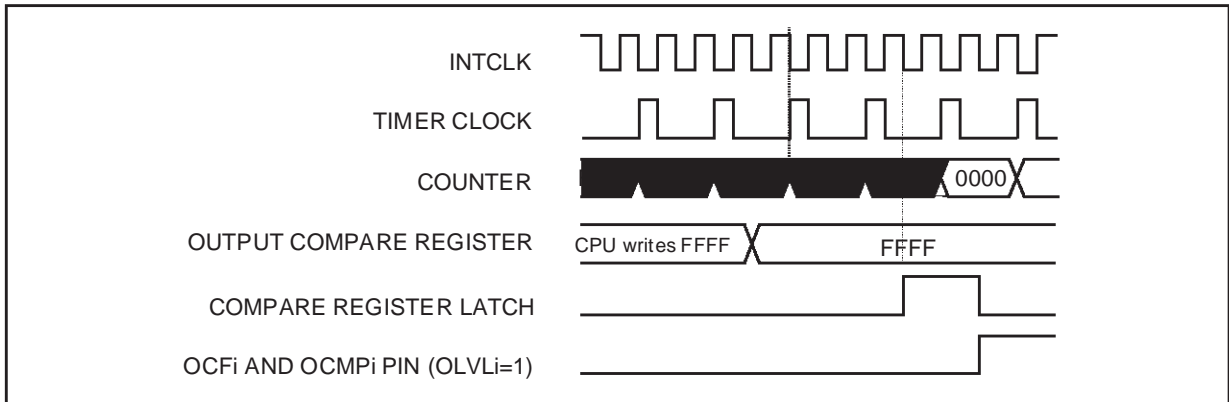 INTCLK
TIMER CLOCK
COUNTER
0000
OUTPUT COMPARE REGISTER
CPU writes FFFF
FFFF
COMPARE REGISTER LATCH
OCFi AND OCMPi PIN (OLVLi=1)